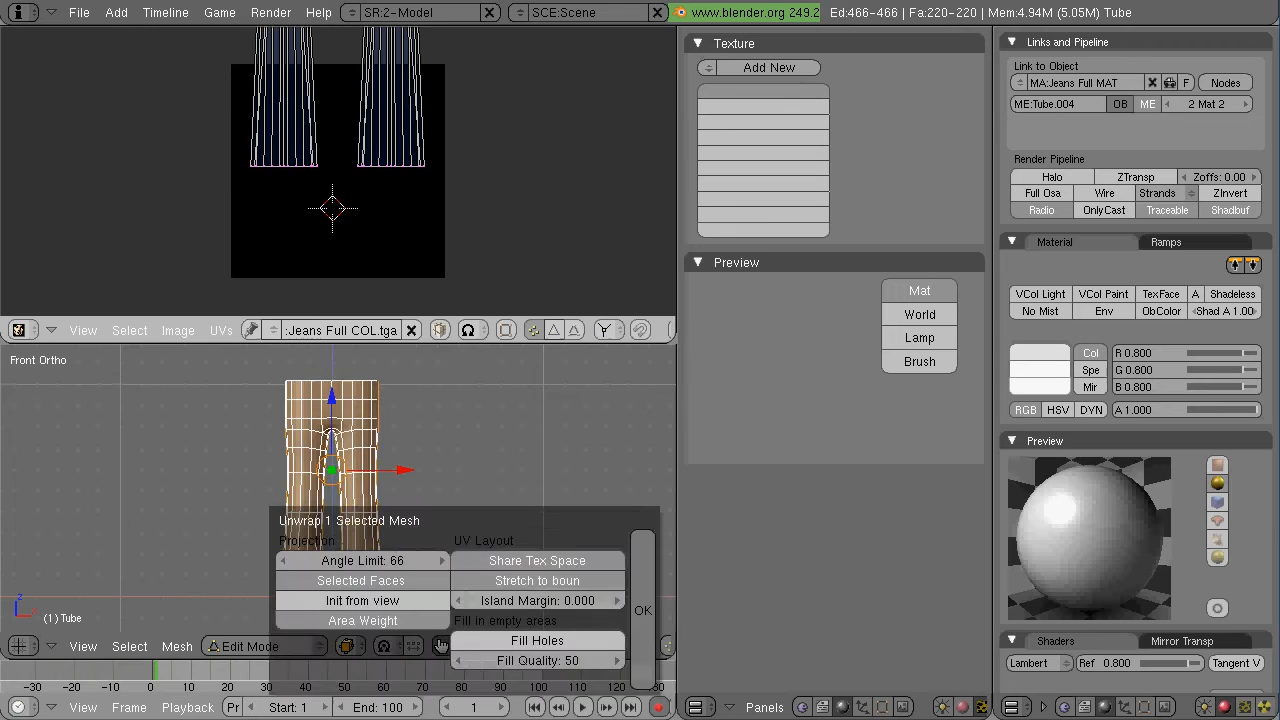 File Add Timeline Game Render Help SR:2-Model SCE:Scene www.blender.org 249.2 Ed:466-466 | Fa:220-220 | Mem:4.94M (5.05M) Tube
Texture
Add New
Preview
Mat
World
Lamp
Brush
Links and Pipeline
Link to Object
MA:Jeans Full MAT F Nodes
ME:Tube.004 OB ME 2 Mat 2
Render Pipeline
Halo ZTransp Zoffs: 0.00
Full Osa Wire Strands ZInvert
Radio OnlyCast Traceable Shadbuf
Material Ramps
VCol Light VCol Paint TexFace A Shadeless
No Mist Env ObColor Shad A 1.00
Col R 0.800
Spe G 0.800
Mir B 0.800
RGB HSV DYN A 1.000
Preview
Shaders Mirror Transp
Lambert Ref 0.800 Tangent V
View Select Image UVs :Jeans Full COL.tga
Front Ortho
Unwrap 1 Selected Mesh
Projection UV Layout
Angle Limit: 66 Share Tex Space
Selected Faces Stretch to boun
Init from view Island Margin: 0.000
Area Weight Fill in empty areas
Fill Holes
Fill Quality: 50
OK
(1) Tube
View Select Mesh Edit Mode
-30 -20 -10 0 10 20 30 40 50 60 70 80 90 100 110 120 130
View Frame Playback Pr Start: 1 End: 100 1
Panels